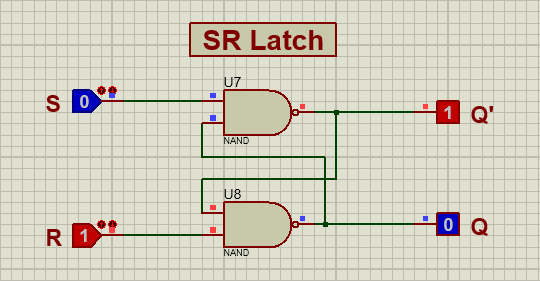 SR Latch
U7
S 0
1 Q'
NAND
U8
R 1
0 Q
NAND